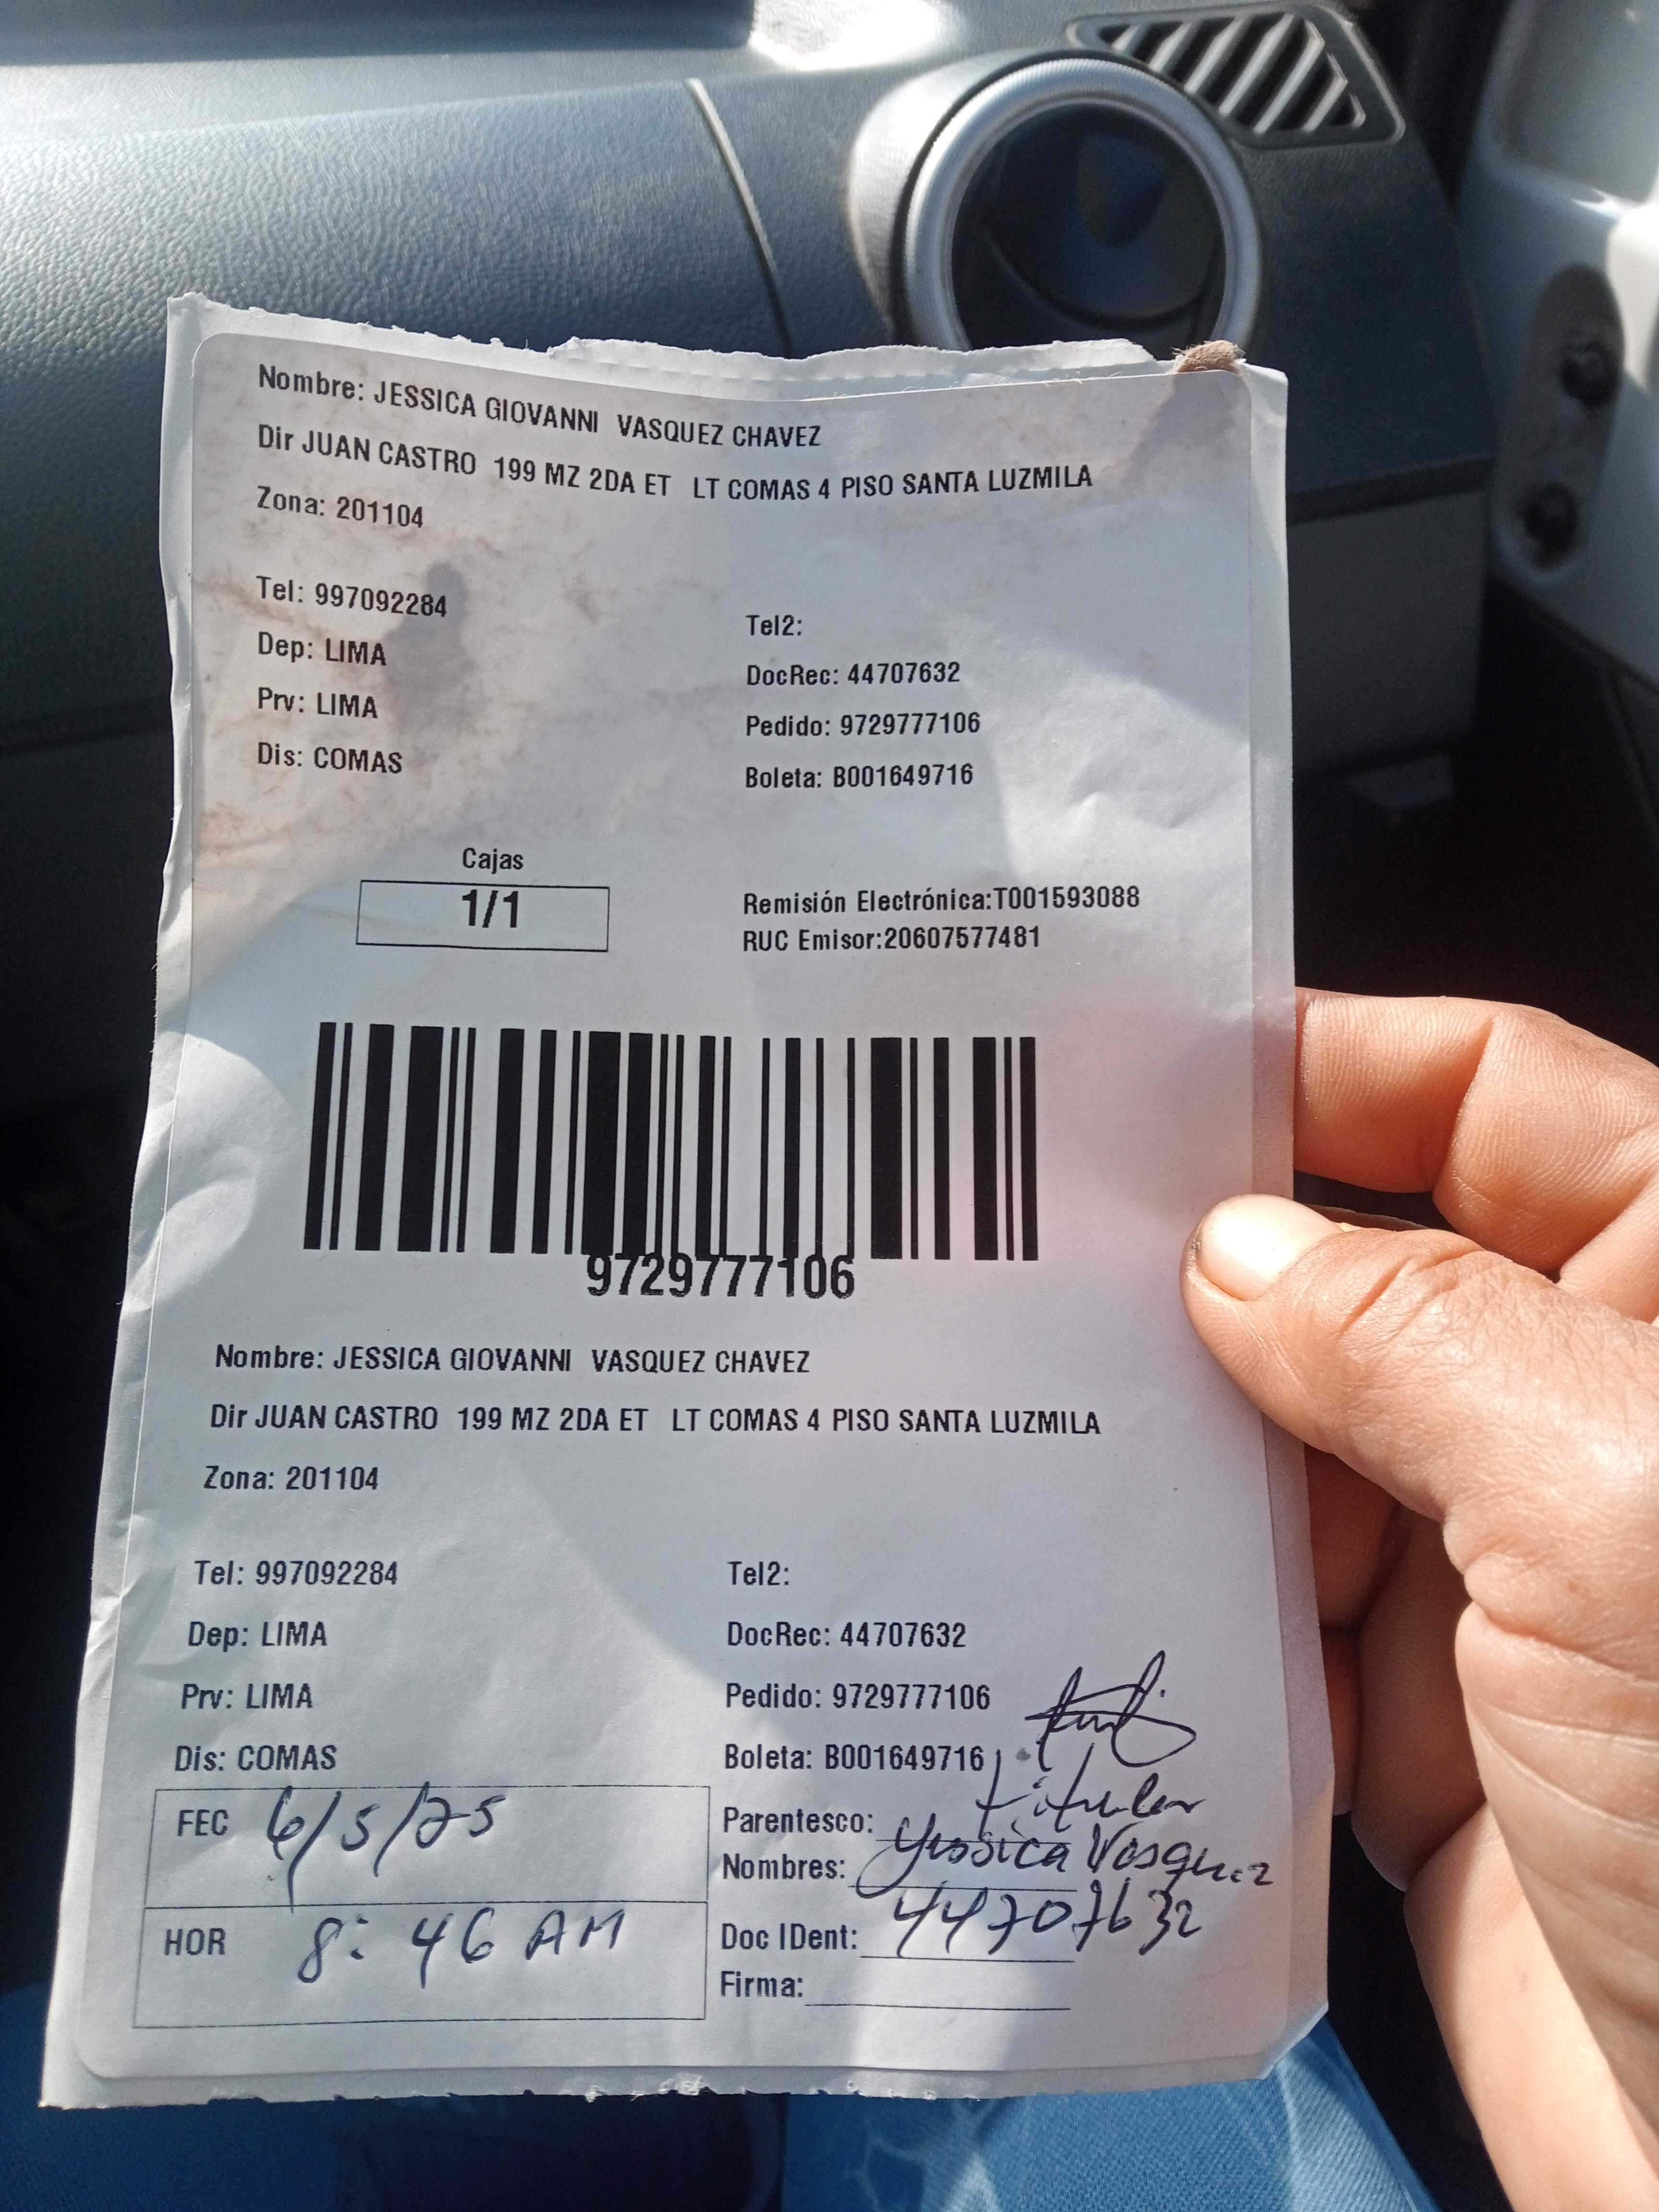 Nombre: JESSICA GIOVANNI VASQUEZ CHAVEZ
Dir JUAN CASTRO 199 MZ 2DA ET LT COMAS 4 PISO SANTA LUZMILA
Zona: 201104
Tel: 997092284
Tel2:
Dep: LIMA
DocRec: 44707632
Prv: LIMA
Pedido: 9729777106
Dis: COMAS
Boleta: B001649716
Cajas
1/1
Remisión Electrónica:T001593088
RUC Emisor:20607577481
9729777106
Nombre: JESSICA GIOVANNI VASQUEZ CHAVEZ
Dir JUAN CASTRO 199 MZ 2DA ET LT COMAS 4 PISO SANTA LUZMILA
Zona: 201104
Tel: 997092284
Tel2:
Dep: LIMA
DocRec: 44707632
Prv: LIMA
Pedido: 9729777106
Dis: COMAS
Boleta: B001649716
FEC 6/5/25
Parentesco: titular
Nombres: Yessica Vasquez
HOR 8:46 AM
Doc IDent: 44707632
Firma: